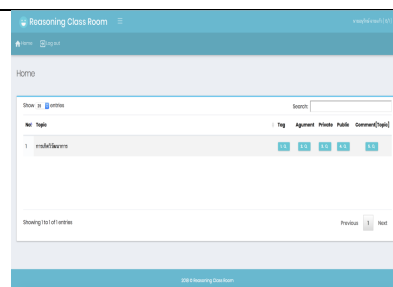 Reasoning Class Room
Home Log out
Home
Show entries
Search:
No Topic Tag Agument Private Public Comment[Topic]
1
Showing 1 to 1 of 1 entries
Previous 1 Next
Reasoning Class Room